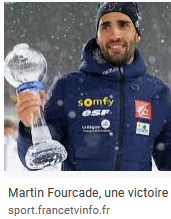 somfy
esf
Martin Fourcade, une victoire
sport.francetvinfo.fr